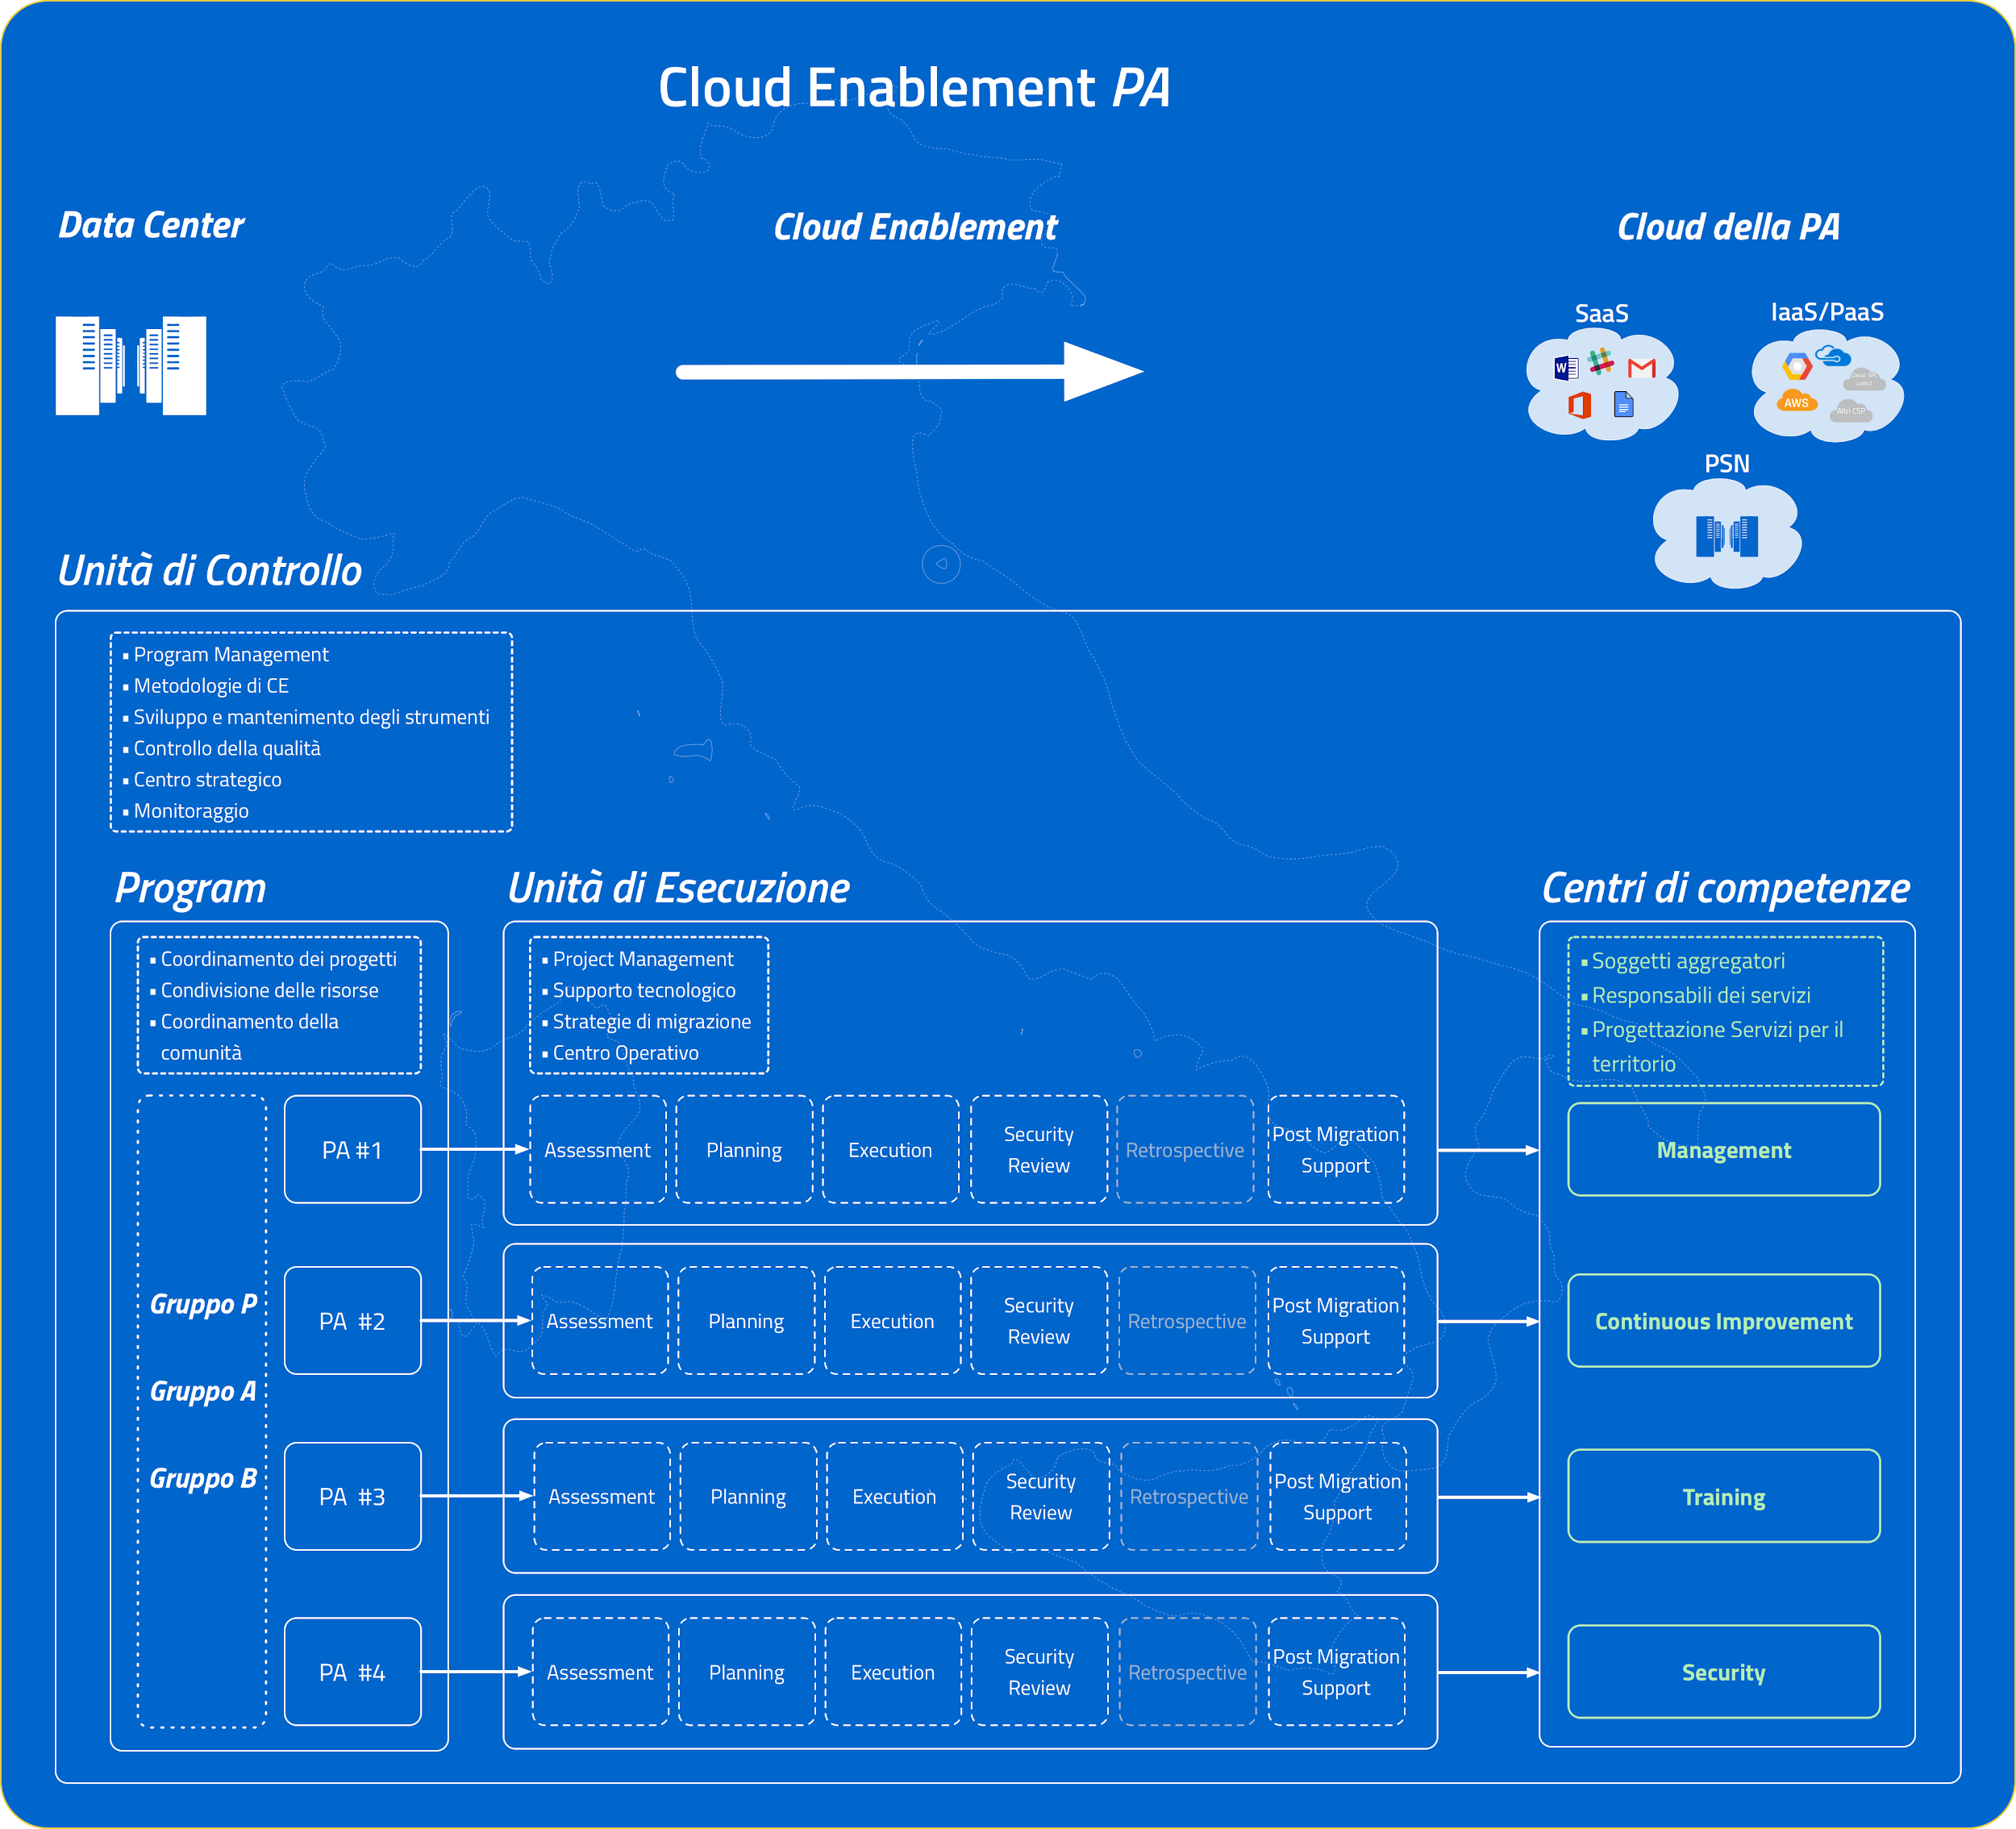 Cloud Enablement PA
Data Center
Cloud Enablement
Cloud della PA
SaaS
IaaS/PaaS
W
AWS
Altri CSP
PSN
Unità di Controllo
▪ Program Management
▪ Metodologie di CE
▪ Sviluppo e mantenimento degli strumenti
▪ Controllo della qualità
▪ Centro strategico
▪ Monitoraggio
Program
Unità di Esecuzione
Centri di competenze
▪ Coordinamento dei progetti
▪ Condivisione delle risorse
▪ Coordinamento della
comunità
▪ Project Management
▪ Supporto tecnologico
▪ Strategie di migrazione
▪ Centro Operativo
▪ Soggetti aggregatori
▪ Responsabili dei servizi
▪ Progettazione Servizi per il
territorio
Gruppo P
Gruppo A
Gruppo B
PA #1
Assessment
Planning
Execution
Security
Review
Retrospective
Post Migration
Support
Management
PA #2
Assessment
Planning
Execution
Security
Review
Retrospective
Post Migration
Support
Continuous Improvement
PA #3
Assessment
Planning
Execution
Security
Review
Retrospective
Post Migration
Support
Training
PA #4
Assessment
Planning
Execution
Security
Review
Retrospective
Post Migration
Support
Security